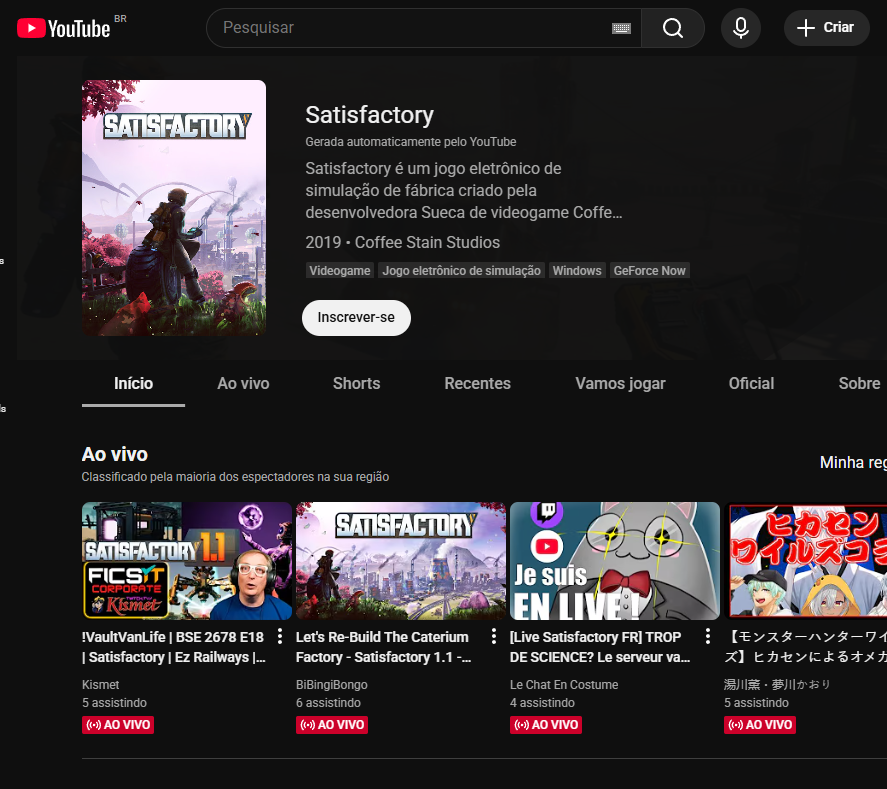 YouTube BR
Pesquisar
Criar
SATISFACTORY
Satisfactory
Gerada automaticamente pelo YouTube
Satisfactory é um jogo eletrônico de
simulação de fábrica criado pela
desenvolvedora Sueca de videogame Coffe...
2019 • Coffee Stain Studios
Videogame Jogo eletrônico de simulação Windows GeForce Now
Inscrever-se
Início Ao vivo Shorts Recentes Vamos jogar Oficial Sobre
Ao vivo
Classificado pela maioria dos espectadores na sua região
Minha reg
SATISFACTORY 1.1
FICSIT
CORPORATE
Kismet
SATISFACTORY
Je suis
EN LIVE !
ヒカセン
ワイルズコラ
!VaultVanLife | BSE 2678 E18
| Satisfactory | Ez Railways |...
Kismet
5 assistindo
AO VIVO
Let's Re-Build The Caterium
Factory - Satisfactory 1.1 -...
BiBingiBongo
6 assistindo
AO VIVO
[Live Satisfactory FR] TROP
DE SCIENCE? Le serveur va...
Le Chat En Costume
4 assistindo
AO VIVO
【モンスターハンターワイ
ズ】ヒカセンによるオメカ
湯川薫・夢川かおり
5 assistindo
AO VIVO